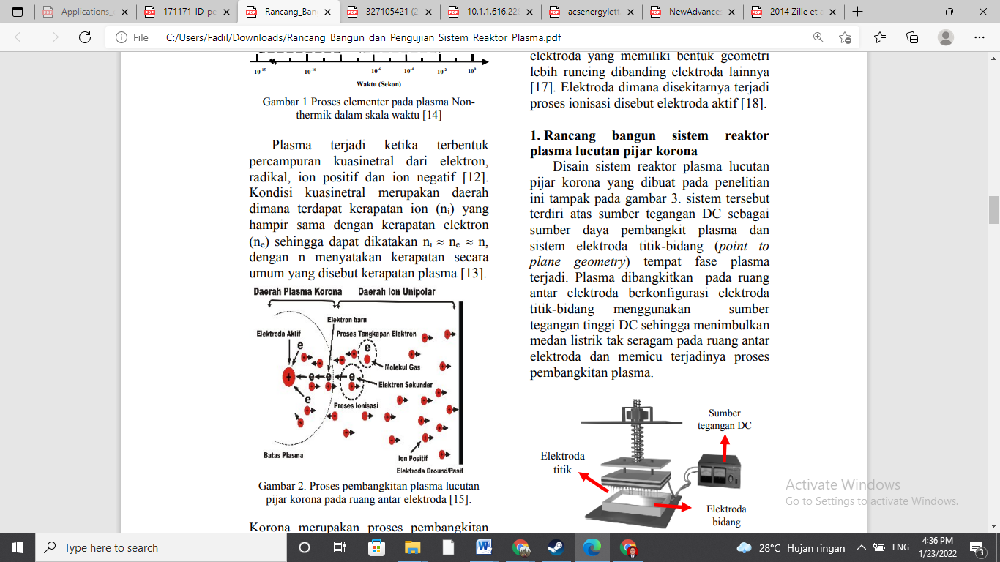 Applications_
171171-ID-pe
Rancang_Ban
327105421 (2
10.1.1.616.22
acsenergylett
NewAdvance
2014 Zille et a
File
C:/Users/Fadil/Downloads/Rancang_Bangun_dan_Pengujian_Sistem_Reaktor_Plasma.pdf
10-15 10-10 10-6 10-4 10-2 100
Waktu (Sekon)
Gambar 1 Proses elementer pada plasma Non-
thermik dalam skala waktu [14]
Plasma terjadi ketika terbentuk
percampuran kuasinetral dari elektron,
radikal, ion positif dan ion negatif [12].
Kondisi kuasinetral merupakan daerah
dimana terdapat kerapatan ion (ni) yang
hampir sama dengan kerapatan elektron
(ne) sehingga dapat dikatakan ni ≈ ne ≈ n,
dengan n menyatakan kerapatan secara
umum yang disebut kerapatan plasma [13].
Daerah Plasma Korona Daerah Ion Unipolar
Elektron baru
Elektroda Aktif
Proses Tangkapan Elektron
e
e
Molekul Gas
e e e
Elektron Sekunder
e
Proses Ionisasi
Batas Plasma
Ion Positif
Elektroda Ground/Pasif
Gambar 2. Proses pembangkitan plasma lucutan
pijar korona pada ruang antar elektroda [15].
Korona merupakan proses pembangkitan
elektroda yang memiliki bentuk geometri
lebih runcing dibanding elektroda lainnya
[17]. Elektroda dimana disekitarnya terjadi
proses ionisasi disebut elektroda aktif [18].
1. Rancang bangun sistem reaktor
plasma lucutan pijar korona
Disain sistem reaktor plasma lucutan
pijar korona yang dibuat pada penelitian
ini tampak pada gambar 3. sistem tersebut
terdiri atas sumber tegangan DC sebagai
sumber daya pembangkit plasma dan
sistem elektroda titik-bidang (point to
plane geometry) tempat fase plasma
terjadi. Plasma dibangkitkan pada ruang
antar elektroda berkonfigurasi elektroda
titik-bidang menggunakan sumber
tegangan tinggi DC sehingga menimbulkan
medan listrik tak seragam pada ruang antar
elektroda dan memicu terjadinya proses
pembangkitan plasma.
Sumber
tegangan DC
Elektroda
titik
Elektroda
bidang
Activate Windows
Go to Settings to activate Windows.
Type here to search
28°C Hujan ringan
ENG
4:36 PM
1/23/2022
3